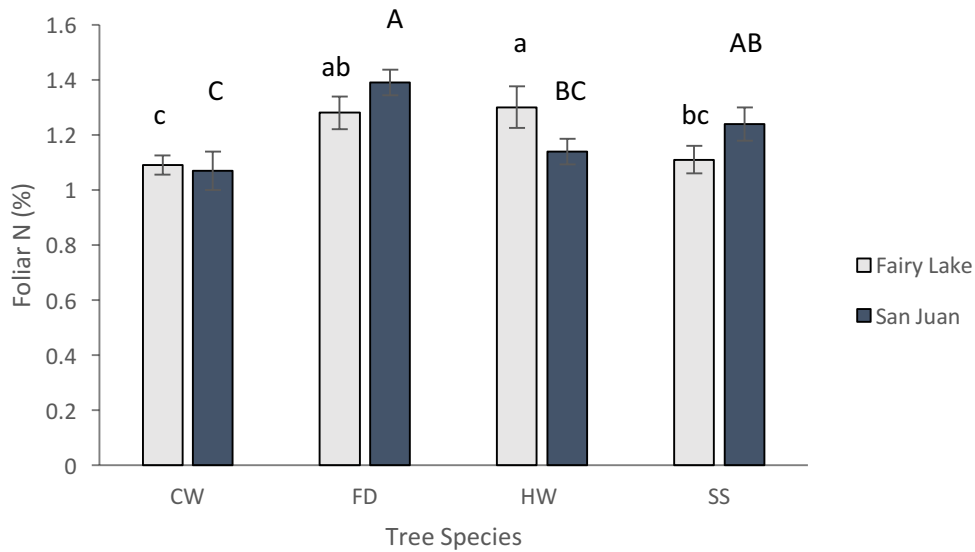 1.6
1.4
1.2
1
0.8
0.6
0.4
0.2
0
Foliar N (%)
c
C
ab
A
a
BC
bc
AB
CW
FD
HW
SS
Tree Species
Fairy Lake
San Juan